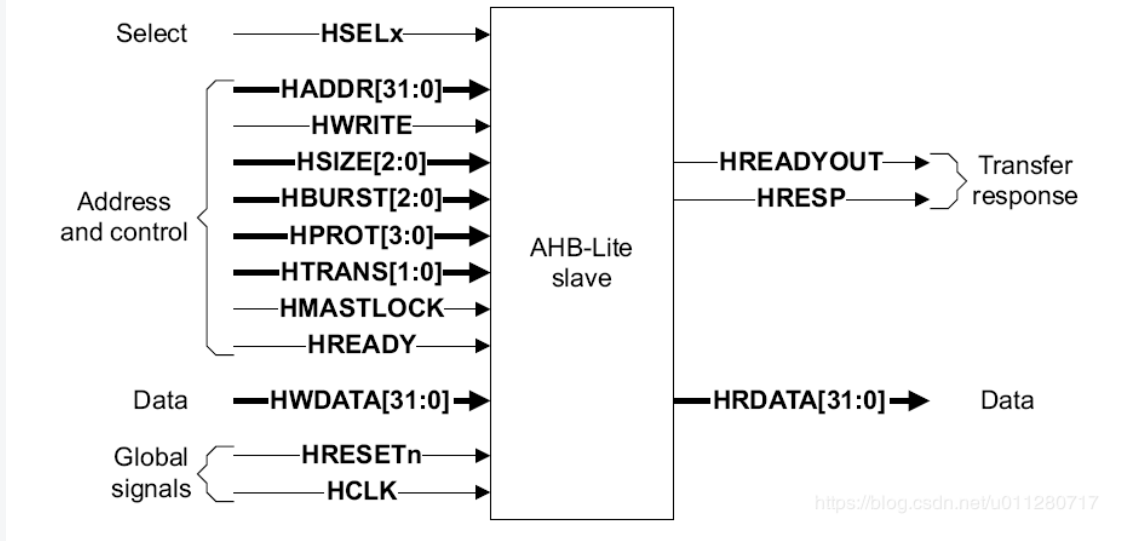 Select
HSELx
HADDR[31:0]
HWRITE
HSIZE[2:0]
HBURST[2:0]
HPROT[3:0]
HTRANS[1:0]
HMASTLOCK
HREADY
Address
and control
Data
HWDATA[31:0]
Global
signals
HRESETn
HCLK
AHB-Lite
slave
HREADYOUT
HRESP
Transfer
response
HRDATA[31:0]
Data
https://blog.csdn.net/u011280717